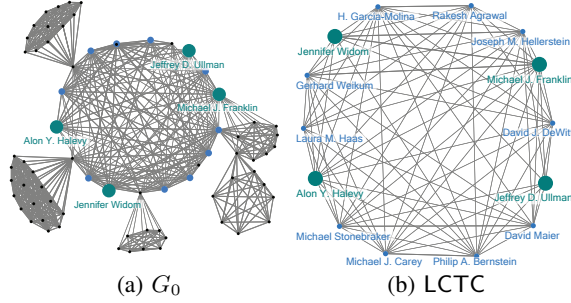 Jeffrey D. Ullman
Michael J. Franklin
Alon Y. Halevy
Jennifer Widom
(a) G₀
H. Garcia-Molina
Rakesh Agrawal
Jennifer Widom
Joseph M. Hellerstein
Michael J. Franklin
Gerhard Weikum
Laura M. Haas
David J. DeWitt
Alon Y. Halevy
Jeffrey D. Ullman
Michael Stonebraker
David Maier
Michael J. Carey
Philip A. Bernstein
(b) LCTC